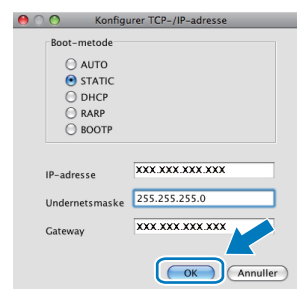 Konfigurer TCP-/IP-adresse
Boot-metode
AUTO
STATIC
DHCP
RARP
BOOTP
IP-adresse XXX.XXX.XXX.XXX
Undernetsmaske 255.255.255.0
Gateway XXX.XXX.XXX.XXX
OK Annuller